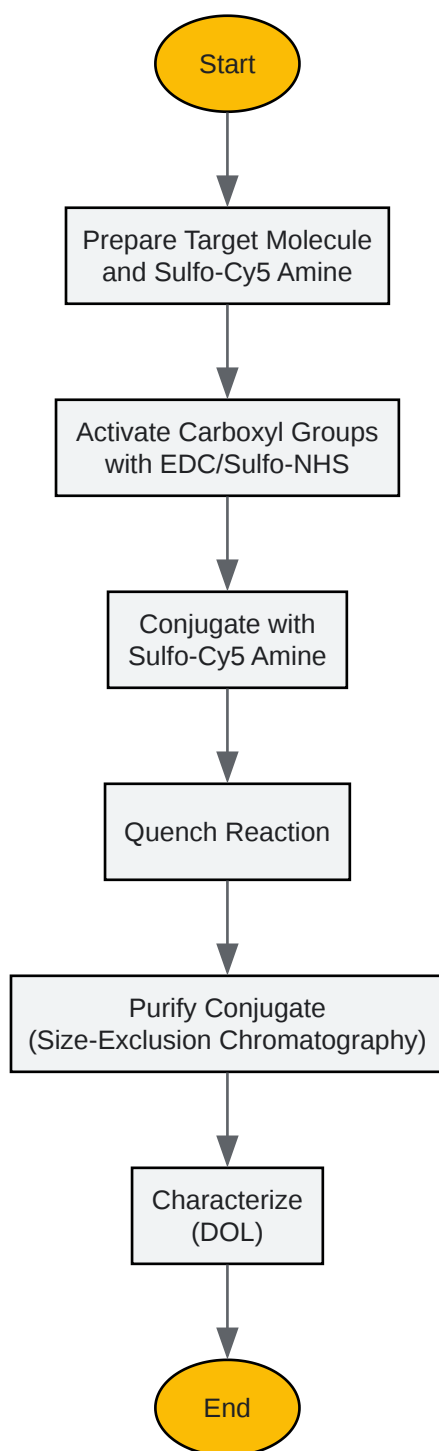 Start
Prepare Target Molecule
and Sulfo-Cy5 Amine
Activate Carboxyl Groups
with EDC/Sulfo-NHS
Conjugate with
Sulfo-Cy5 Amine
Quench Reaction
Purify Conjugate
(Size-Exclusion Chromatography)
Characterize
(DOL)
End